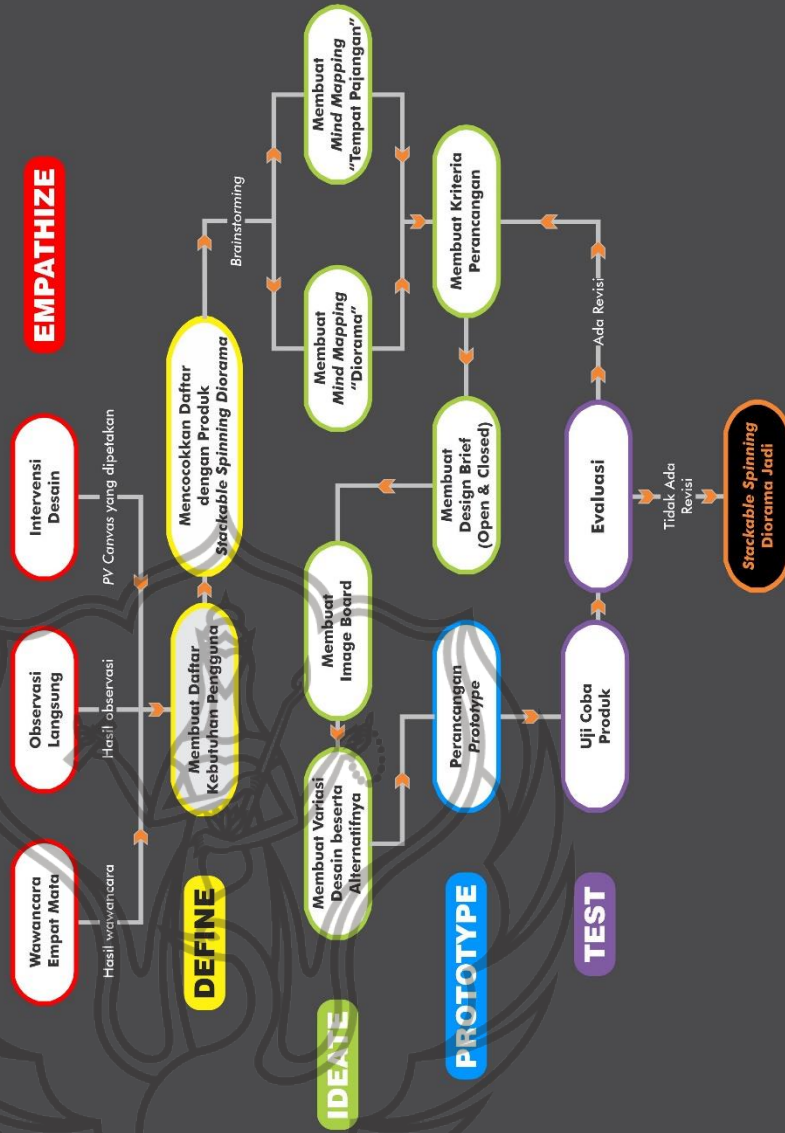 EMPATHIZE
Wawancara
Empat Mata
Observasi
Langsung
Intervensi
Desain
Hasil wawancara
Hasil observasi
PV Canvas yang dipetakan
DEFINE
Membuat Daftar
Kebutuhan Pengguna
Mencocokkan Daftar
dengan Produk
Stackable Spinning Diorama
Brainstorming
IDEATE
Membuat
Mind Mapping
"Diorama"
Membuat
Mind Mapping
"Tempat Pajangan"
Membuat Kriteria
Perancangan
Membuat
Design Brief
(Open & Closed)
Membuat
Image Board
Membuat Variasi
Desain beserta
Alternatifnya
PROTOTYPE
Perancangan
Prototype
TEST
Uji Coba
Produk
Evaluasi
Ada Revisi
Tidak Ada
Revisi
Stackable Spinning
Diorama Jadi